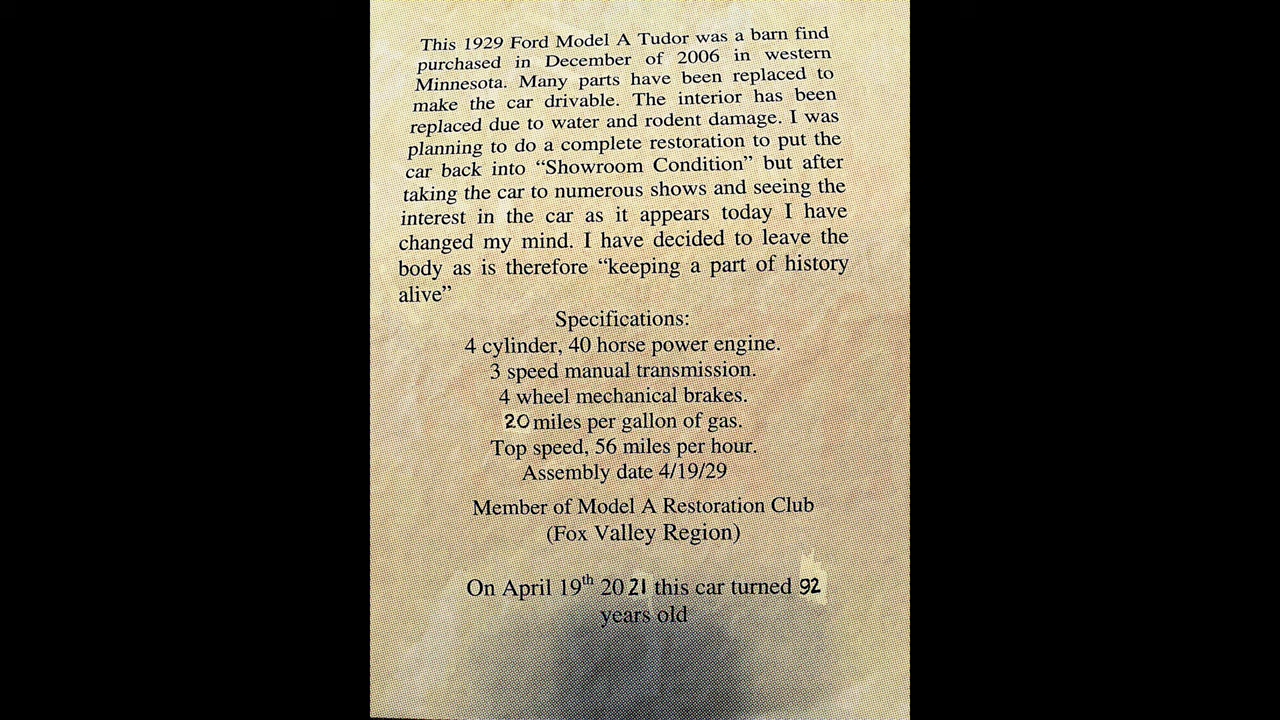 This 1929 Ford Model A Tudor was a barn find
purchased in December of 2006 in western
Minnesota. Many parts have been replaced to
make the car drivable. The interior has been
replaced due to water and rodent damage. I was
planning to do a complete restoration to put the
car back into “Showroom Condition” but after
taking the car to numerous shows and seeing the
interest in the car as it appears today I have
changed my mind. I have decided to leave the
body as is therefore “keeping a part of history
alive”
Specifications:
4 cylinder, 40 horse power engine.
3 speed manual transmission.
4 wheel mechanical brakes.
20 miles per gallon of gas.
Top speed, 56 miles per hour.
Assembly date 4/19/29
Member of Model A Restoration Club
(Fox Valley Region)
On April 19th 2021 this car turned 92
years old